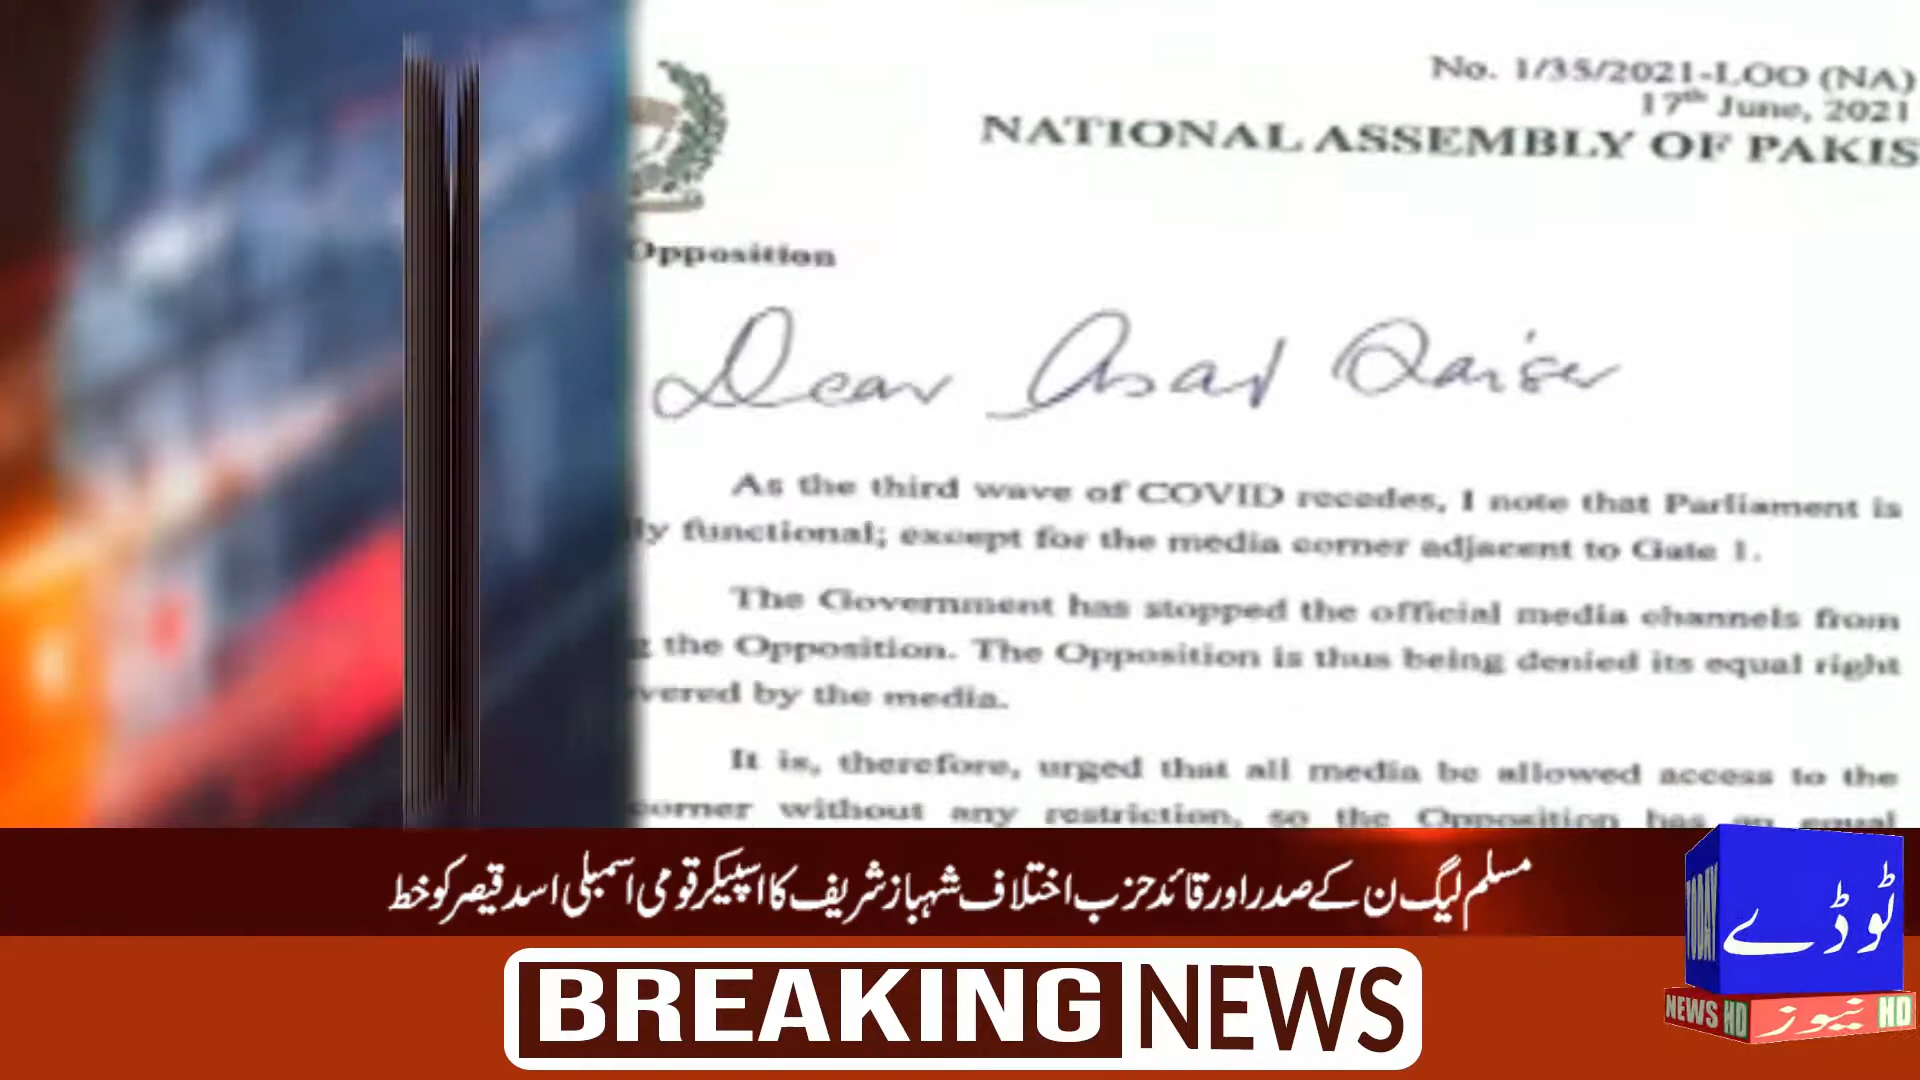 No. 1/35/2021-LOO (NA)
17th June, 2021
NATIONAL ASSEMBLY OF PAKIS
Opposition
Dear Asad Qaiser
As the third wave of COVID recedes, I note that Parliament is
ly functional; except for the media corner adjacent to Gate 1.
The Government has stopped the official media channels from
g the Opposition. The Opposition is thus being denied its equal right
vered by the media.
It is, therefore, urged that all media be allowed access to the
corner without any restriction, so the Opposition has an equal
مسلم لیگ ن کے صدر اور قائد حزب اختلاف شہباز شریف کا اسپیکر قومی اسمبلی اسد قیصر کو خط
BREAKING NEWS
TODAY
ٹوڈے
NEWS HD
نیوز HD